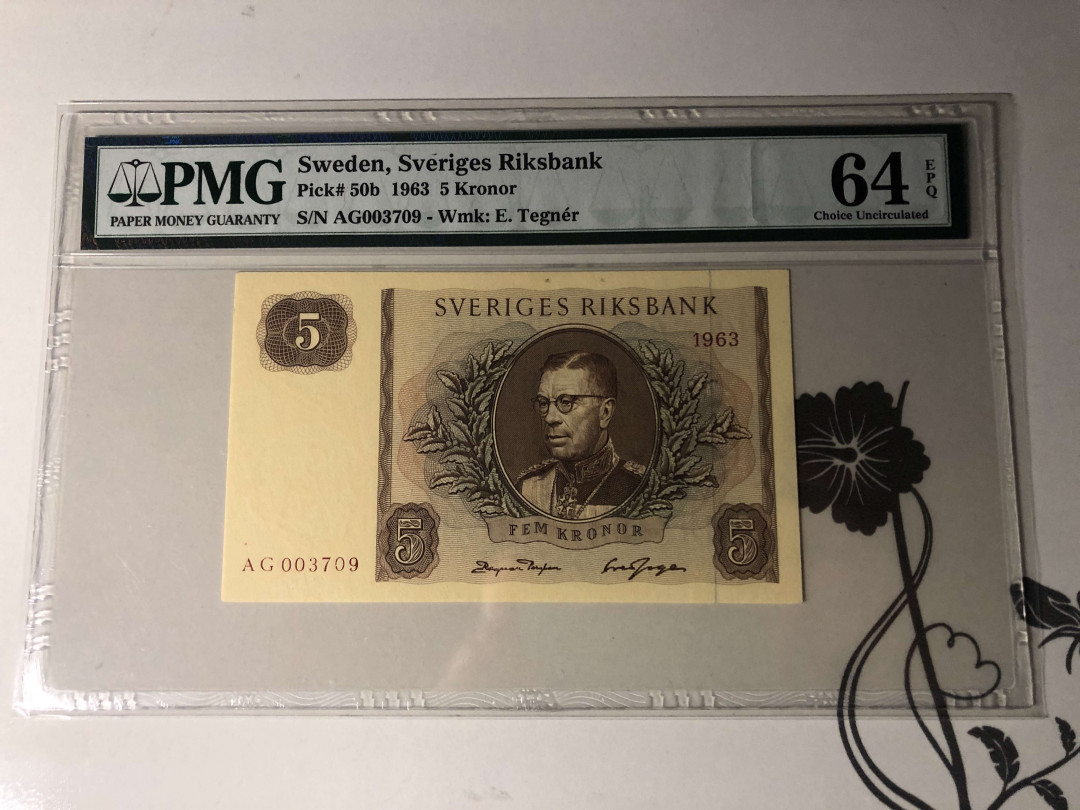 PMG
PAPER MONEY GUARANTY
Sweden, Sveriges Riksbank
Pick# 50b 1963 5 Kronor
S/N AG003709 - Wmk: E. Tegnér
64
EPQ
Choice Uncirculated
5
SVERIGES RIKSBANK
1963
FEM KRONOR
5
5
AG 003709